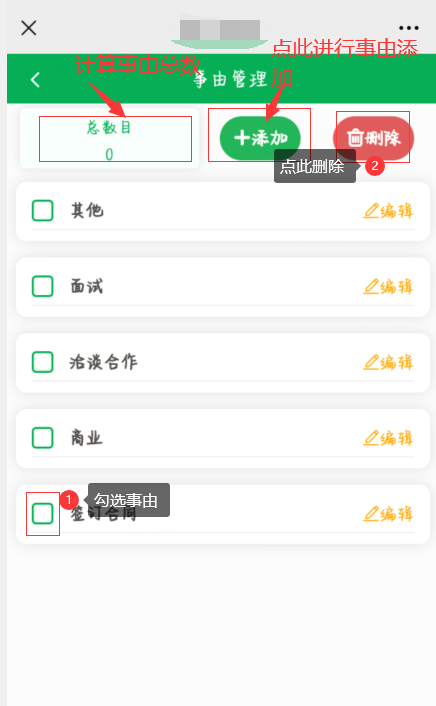 计算事由总数
点此进行事由添
加
事由管理
总数目
0
添加
删除
点此删除
2
其他
编辑
面试
编辑
洽谈合作
编辑
商业
编辑
1
勾选事由
签订合同
编辑